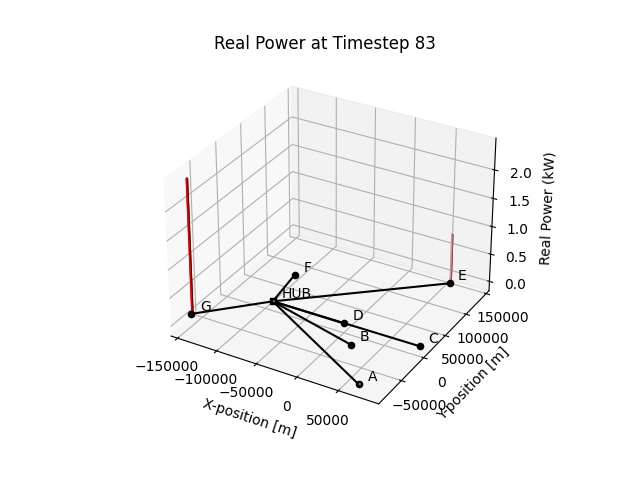 Real Power at Timestep 83
2.0
1.5
1.0
0.5
0.0
Real Power (kW)
F
E
HUB
G
D
B
C
A
150000
100000
50000
0
−50000
Y-position [m]
−150000
−100000
−50000
0
50000
X-position [m]